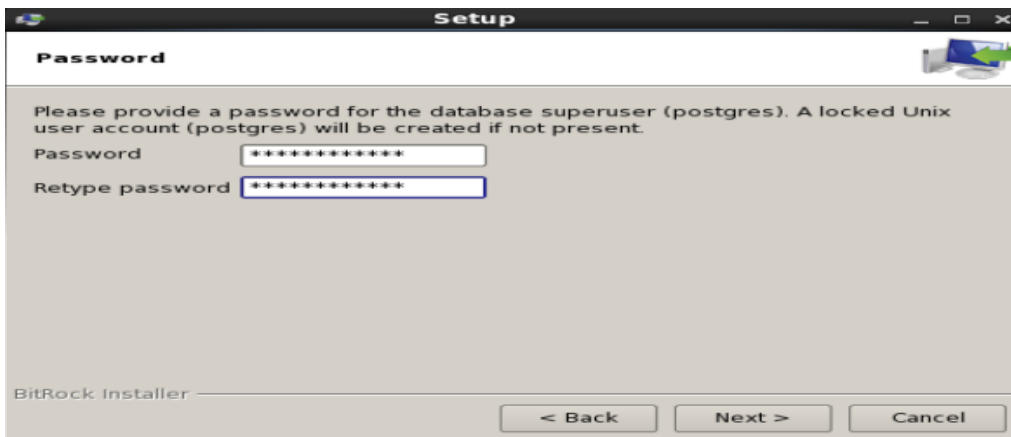 Setup
Password
Please provide a password for the database superuser (postgres). A locked Unix
user account (postgres) will be created if not present.
Password ************
Retype password ************
BitRock Installer
< Back Next > Cancel